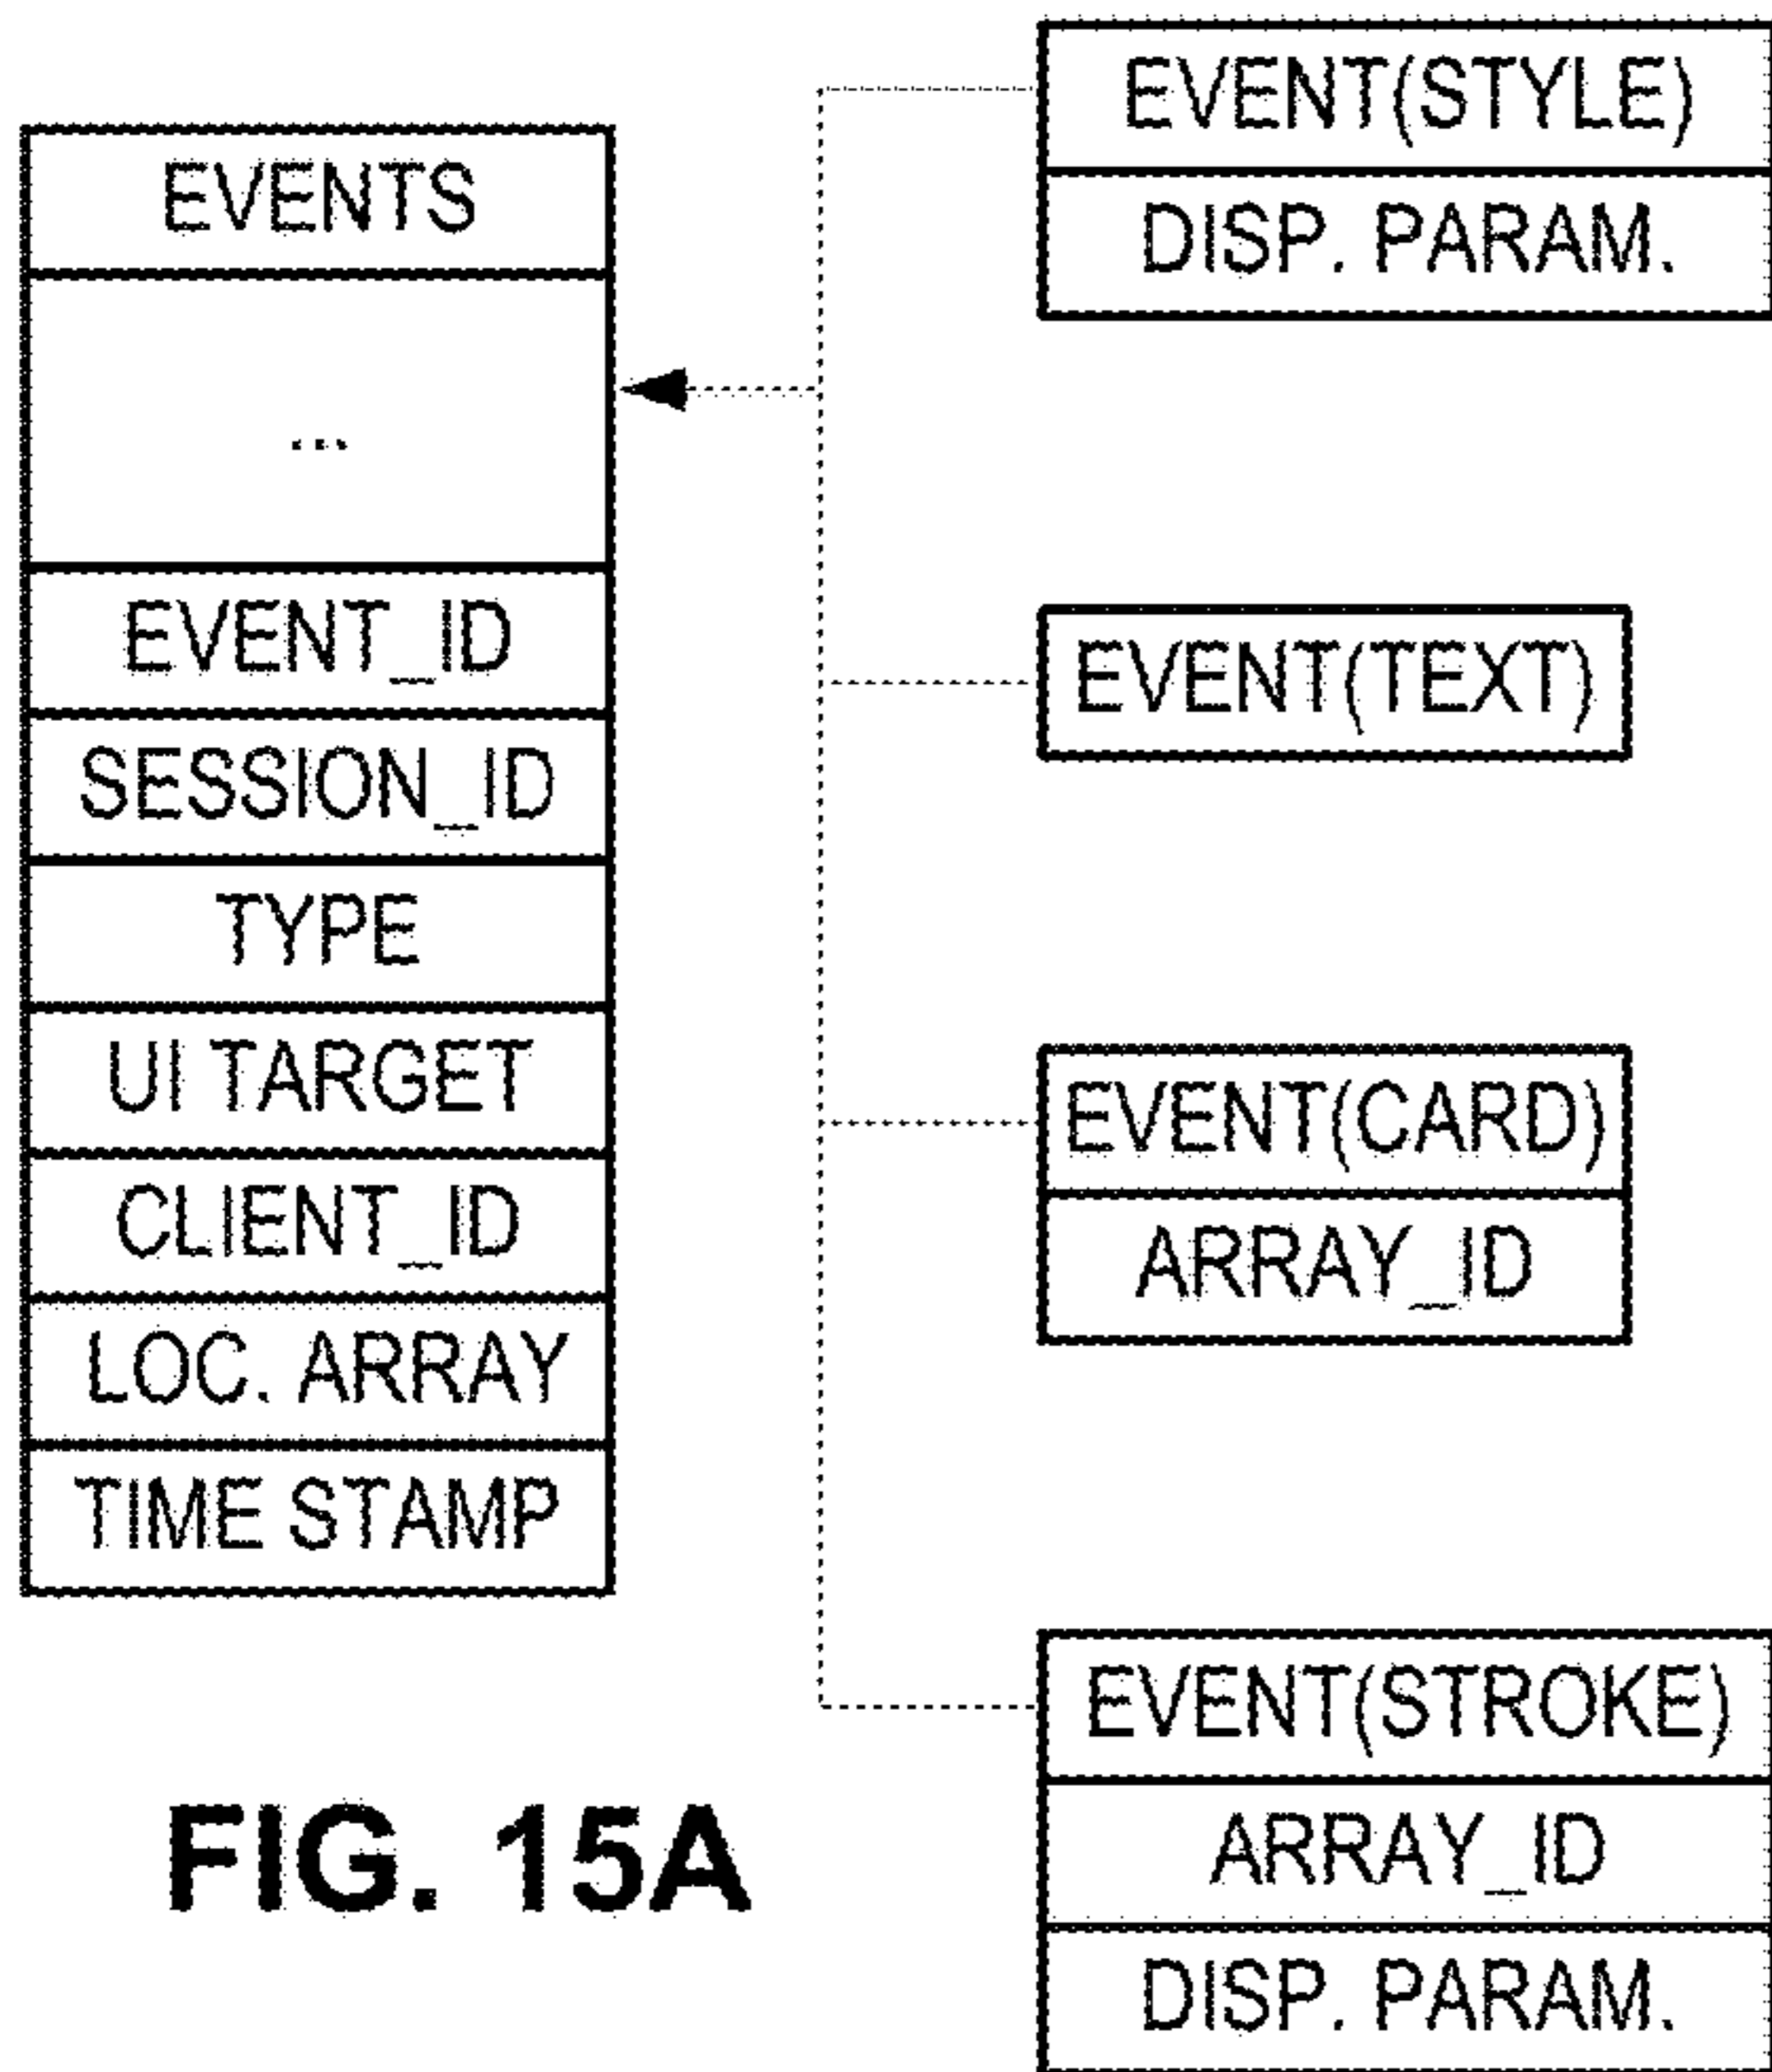 EVENTS
...
EVENT_ID
SESSION_ID
TYPE
UI TARGET
CLIENT_ID
LOC. ARRAY
TIME STAMP
EVENT(STYLE)
DISP. PARAM.
EVENT(TEXT)
EVENT(CARD)
ARRAY_ID
EVENT(STROKE)
ARRAY_ID
DISP. PARAM.
FIG. 15A